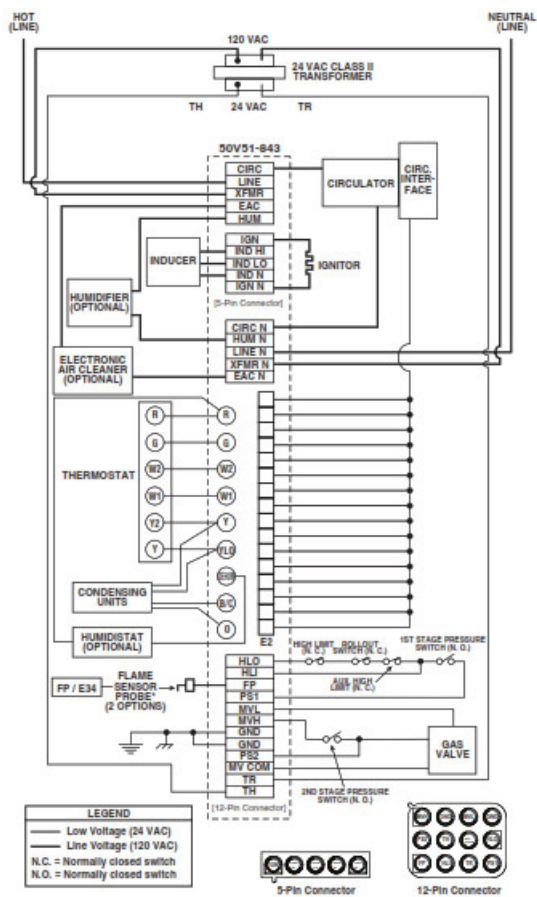 HOT
(LINE)
NEUTRAL
(LINE)
120 VAC
24 VAC CLASS II
TRANSFORMER
TH
24 VAC
TR
50V51-843
CIRC
LINE
XFMR
EAC
HUM
CIRCULATOR
CIRC.
INTER-
FACE
INDUCER
IGN
IND HI
IND LO
IND N
IGN N
IGNITOR
[5-Pin Connector]
HUMIDIFIER
(OPTIONAL)
ELECTRONIC
AIR CLEANER
(OPTIONAL)
CIRC N
HUM N
LINE N
XFMR N
EAC N
THERMOSTAT
R
G
W2
W1
Y2
Y
R
G
W2
W1
Y
YLO
B/C
O
CONDENSING
UNITS
HUMIDISTAT
(OPTIONAL)
E2
FP / E34
FLAME
SENSOR
PROBE*
(2 OPTIONS)
HLO
HLI
FP
PS1
MVL
MVH
GND
GND
PS2
MV COM
TR
TH
[12-Pin Connector]
HIGH LIMIT
(N. C.)
ROLLOUT
SWITCH (N. C.)
1ST STAGE PRESSURE
SWITCH (N. O.)
AUX. HIGH
LIMIT (N. C.)
GAS
VALVE
2ND STAGE PRESSURE
SWITCH (N. O.)
LEGEND
Low Voltage (24 VAC)
Line Voltage (120 VAC)
N.C. = Normally closed switch
N.O. = Normally closed switch
5-Pin Connector
12-Pin Connector